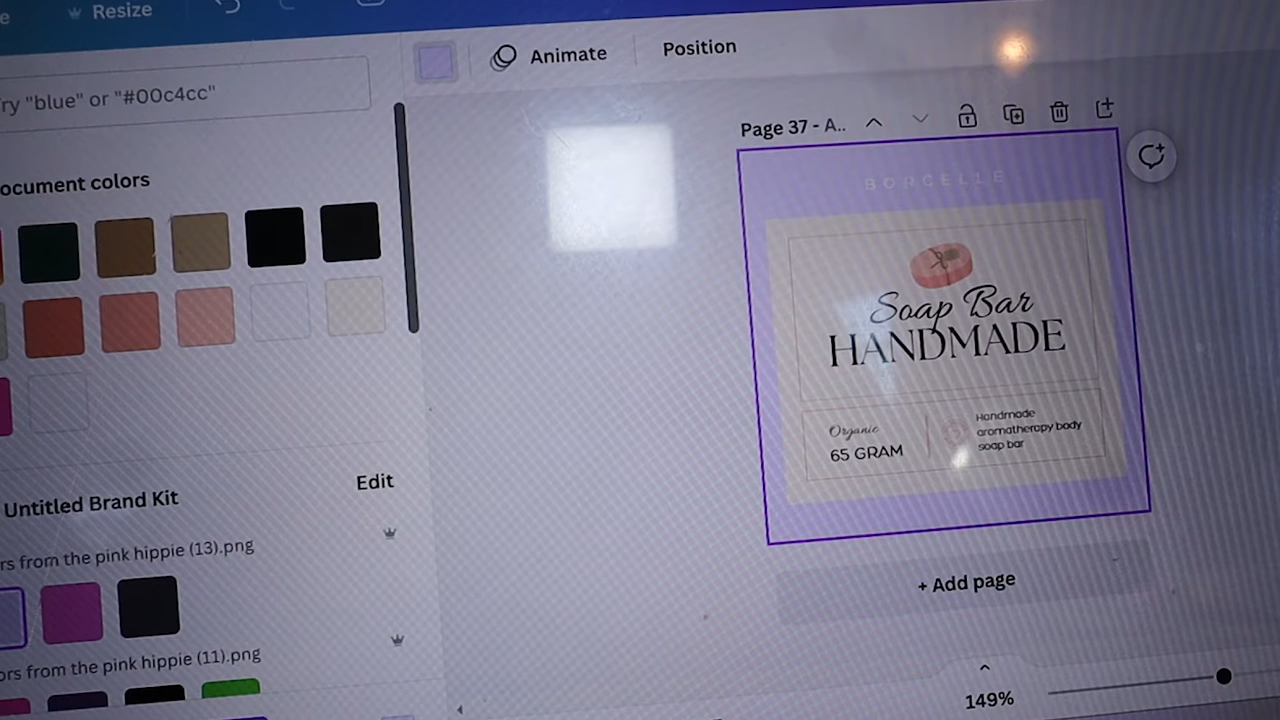 Resize
Animate
Position
ry "blue" or "#00c4cc"
Page 37 - A..
BORCELLE
ocument colors
Soap Bar
HANDMADE
Organic
65 GRAM
Handmade
aromatherapy body
soap bar
Untitled Brand Kit
Edit
rs from the pink hippie (13).png
+ Add page
ors from the pink hippie (11).png
149%